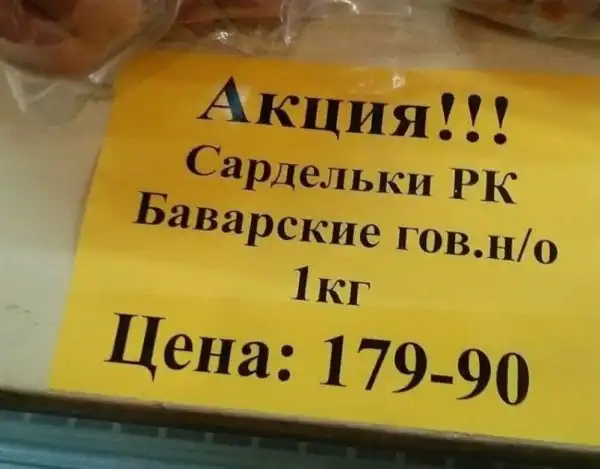 Акция!!!
Сардельки РК
Баварские гов.н/о
1кг
Цена: 179-90